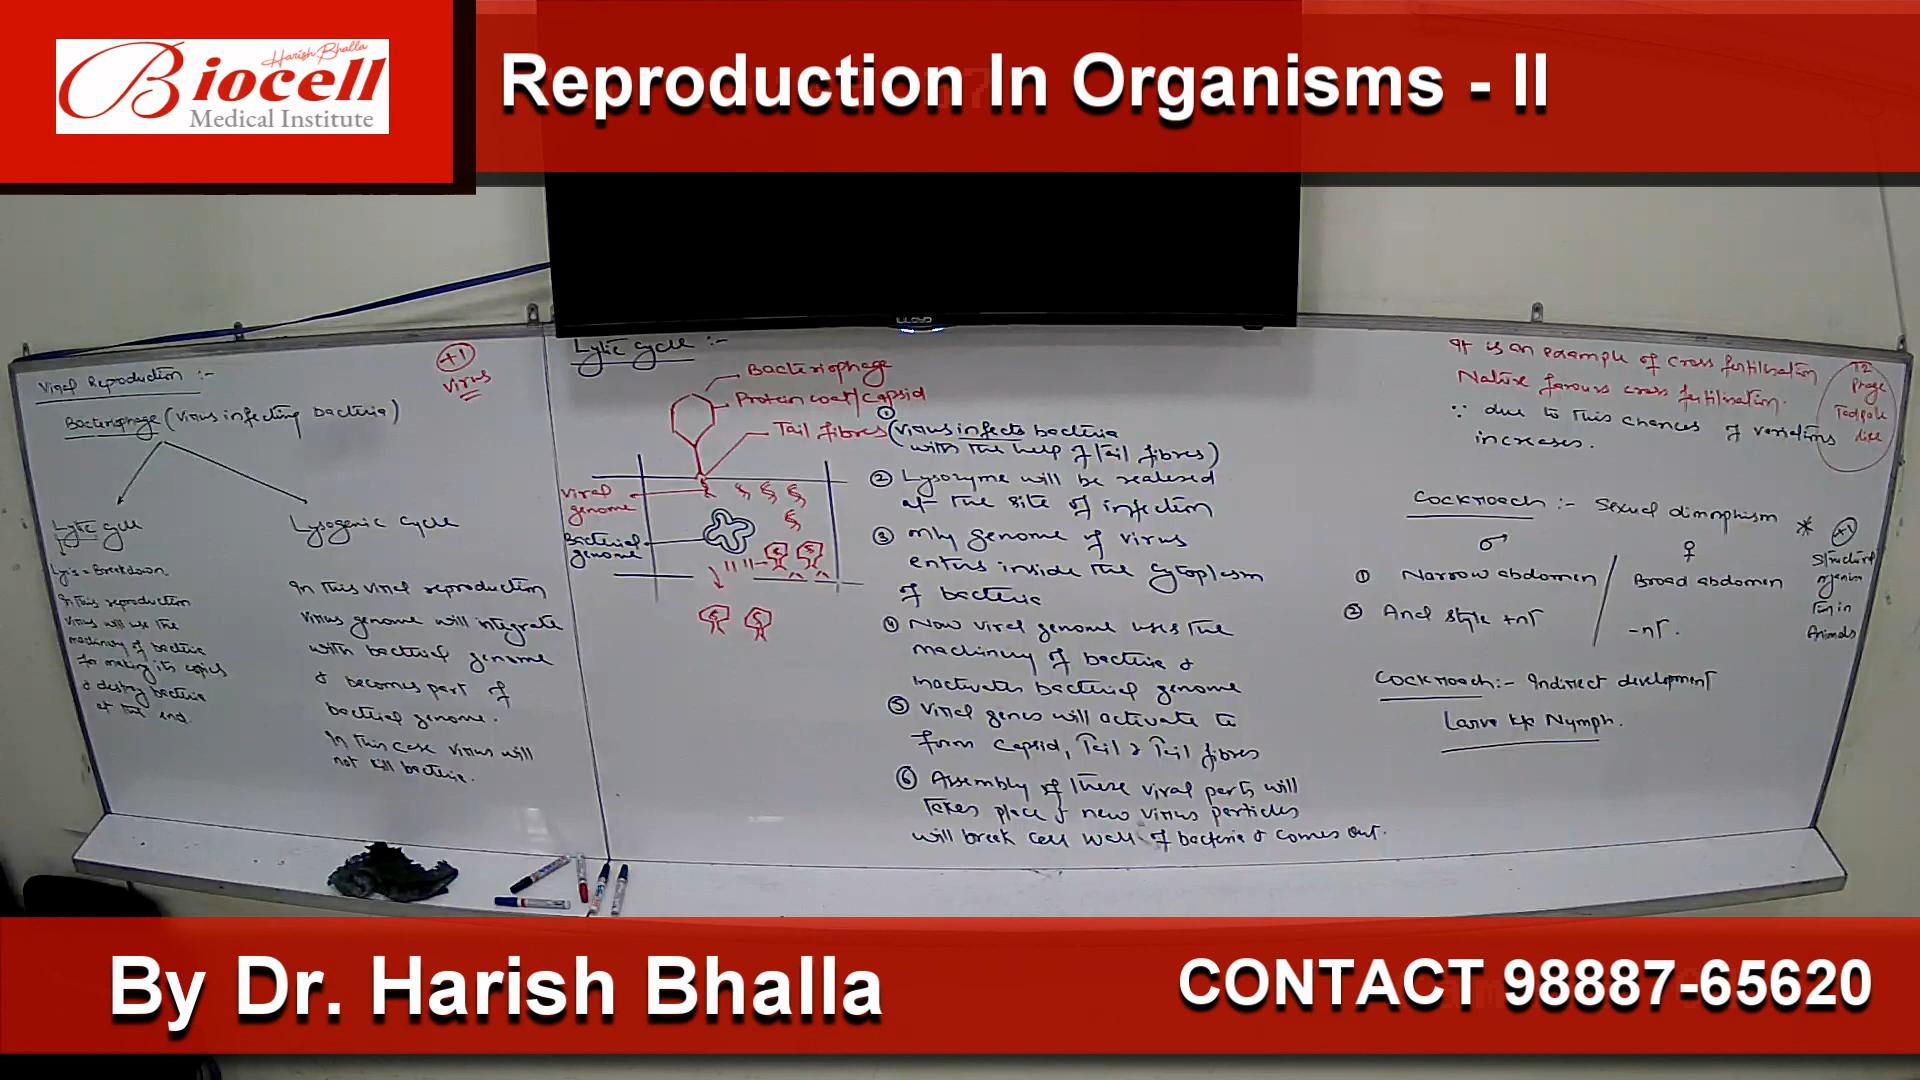 Harish Bhalla
Biocell
Medical Institute
Reproduction In Organisms - II
LLOYD
Viral Reproduction :-
+1
Virus
Bacteriophage (Virus infecting bacteria)
Lytic cycle
Lysis = Breakdown
In this reproduction
virus will use the
machinery of bacteria
for making its copies
& destroy bacteria
at the end
Lysogenic Cycle
In this viral reproduction
virus genome will integrate
with bacterial genome
& becomes part of
bacterial genome.
In this case virus will
not kill bacteria.
Lytic cycle :-
Bacteriophage
Protein coat/capsid
Tail fibres
Viral
genome
Bacterial
genome
① Virus infects bacteria
(with the help of Tail fibres)
② Lysozyme will be realesed
at the site of infection
③ only genome of virus
enters inside the cytoplasm
of bacteria
④ Now viral genome uses the
machinery of bacteria &
inactivates bacterial genome
⑤ Viral genes will activate to
form capsid, Tail & Tail fibres
⑥ Assembly of these viral parts will
takes place & new virus particles
will break cell wall of bacteria & comes out.
It is an example of cross fertilisation
Nature favours cross fertilisation.
∵ due to this chances of variations
increases.
T2
Phage
Tadpole
like
Cockroach :- Sexual dimorphism *
♂ ♀
① Narrow abdomen / Broad abdomen
② Anal style +nt / -nt.
Structure
Animals
Cockroach :- Indirect development
Larva k/a Nymph.
By Dr. Harish Bhalla
CONTACT 98887-65620